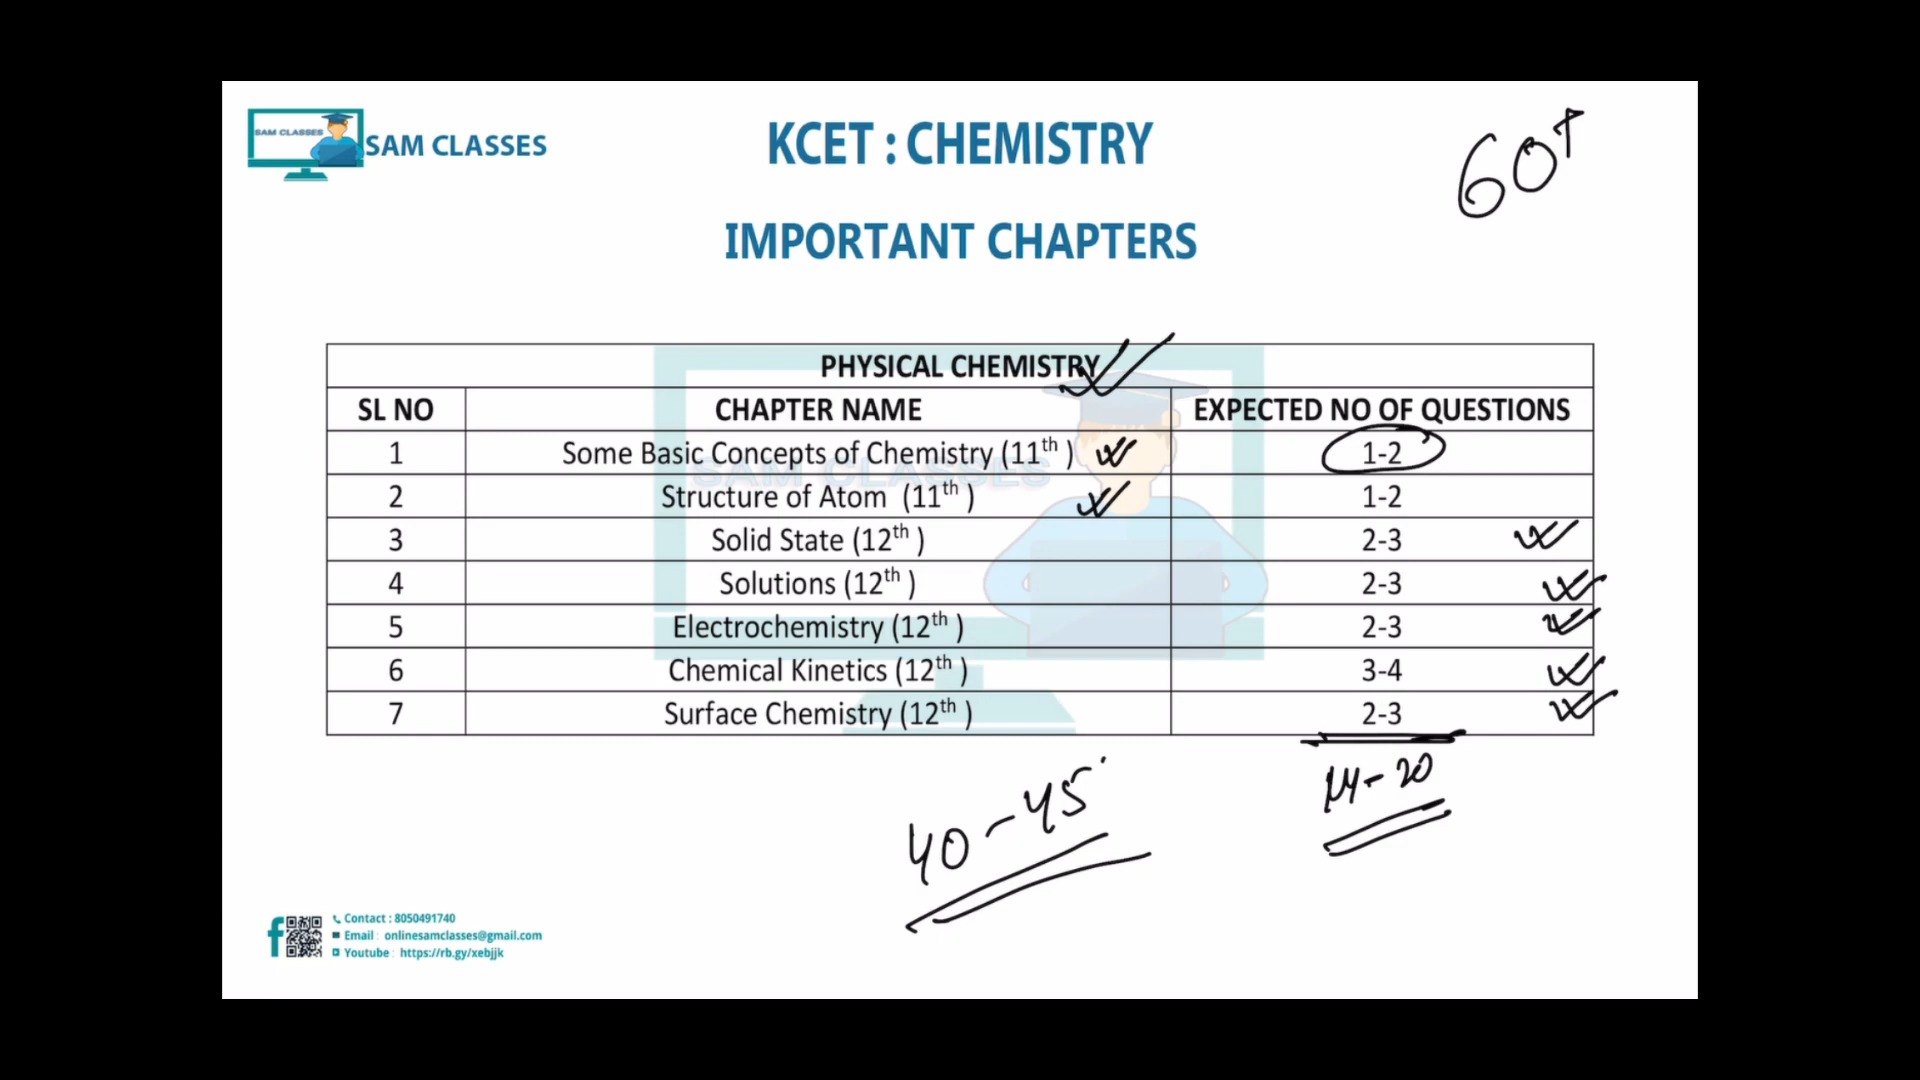 SAM CLASSES
SAM CLASSES
KCET : CHEMISTRY
60+
IMPORTANT CHAPTERS
PHYSICAL CHEMISTRY
SL NO CHAPTER NAME EXPECTED NO OF QUESTIONS
1 Some Basic Concepts of Chemistry (11th ) 1-2
SAM CLASSES
2 Structure of Atom (11th ) 1-2
3 Solid State (12th ) 2-3
4 Solutions (12th ) 2-3
5 Electrochemistry (12th ) 2-3
6 Chemical Kinetics (12th ) 3-4
7 Surface Chemistry (12th ) 2-3
14-20
40-45
Contact : 8050491740
Email : onlinesamclasses@gmail.com
Youtube : https://rb.gy/xebjjk